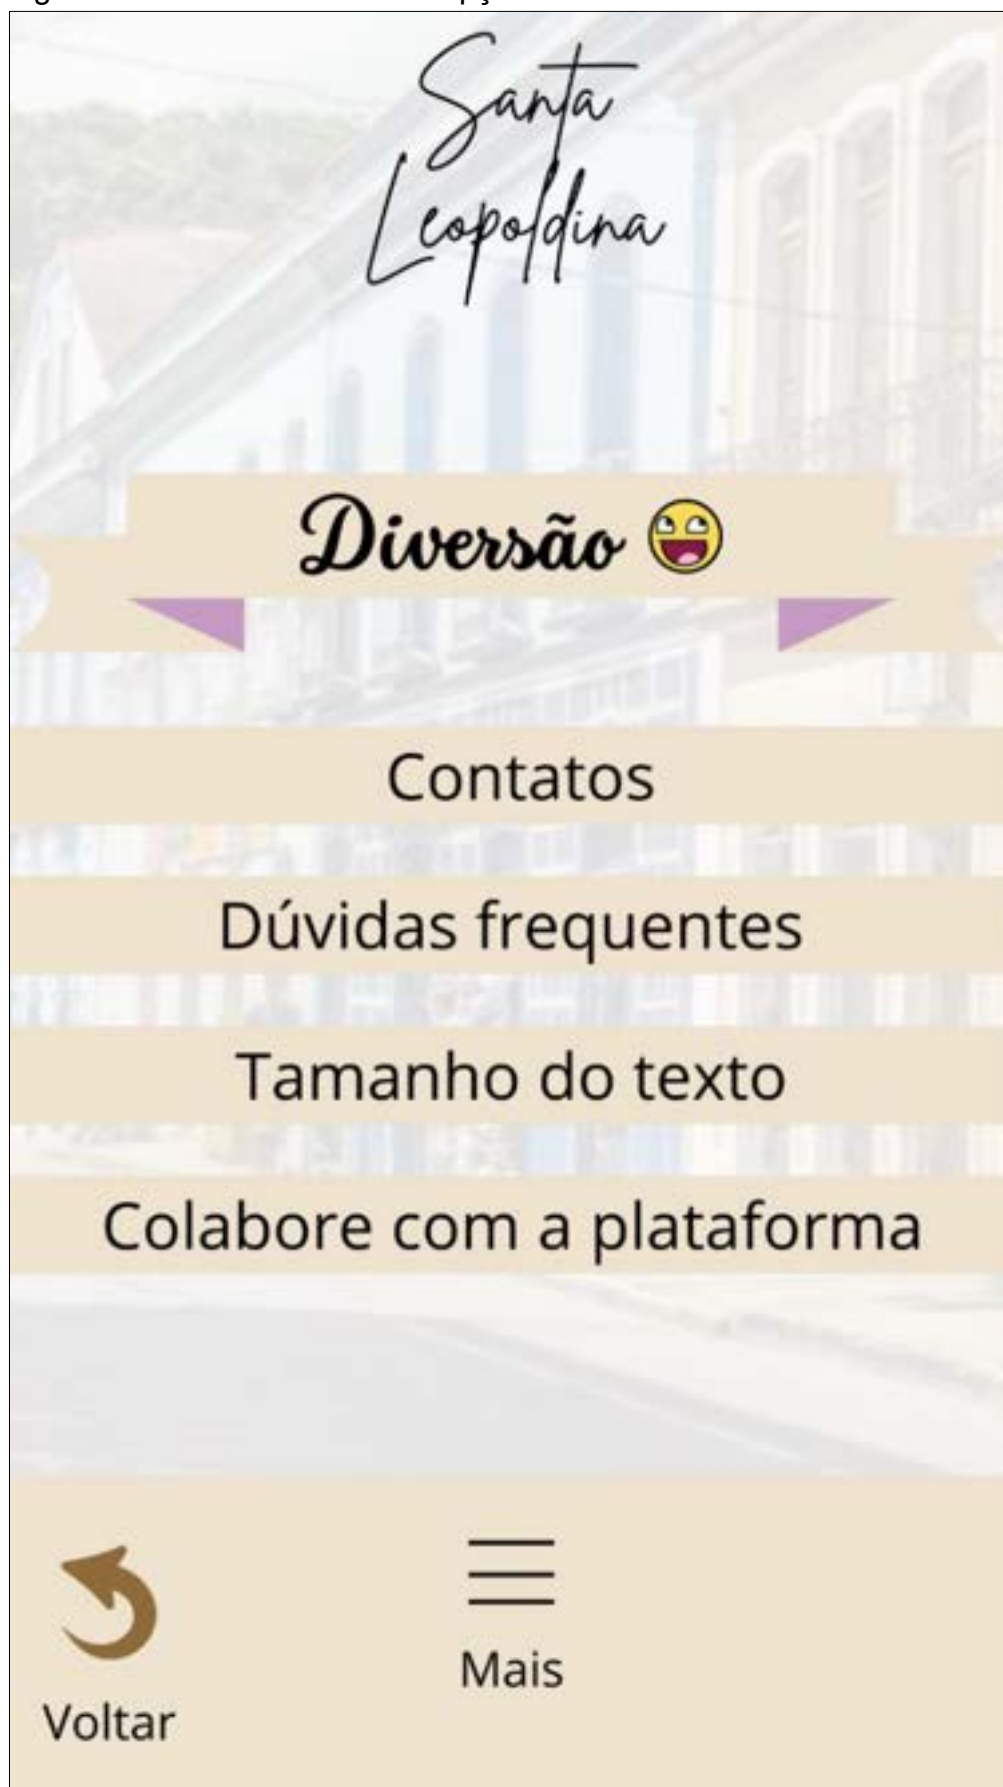 Santa
Leopoldina
Diversão
Contatos
Dúvidas frequentes
Tamanho do texto
Colabore com a plataforma
Mais
Voltar